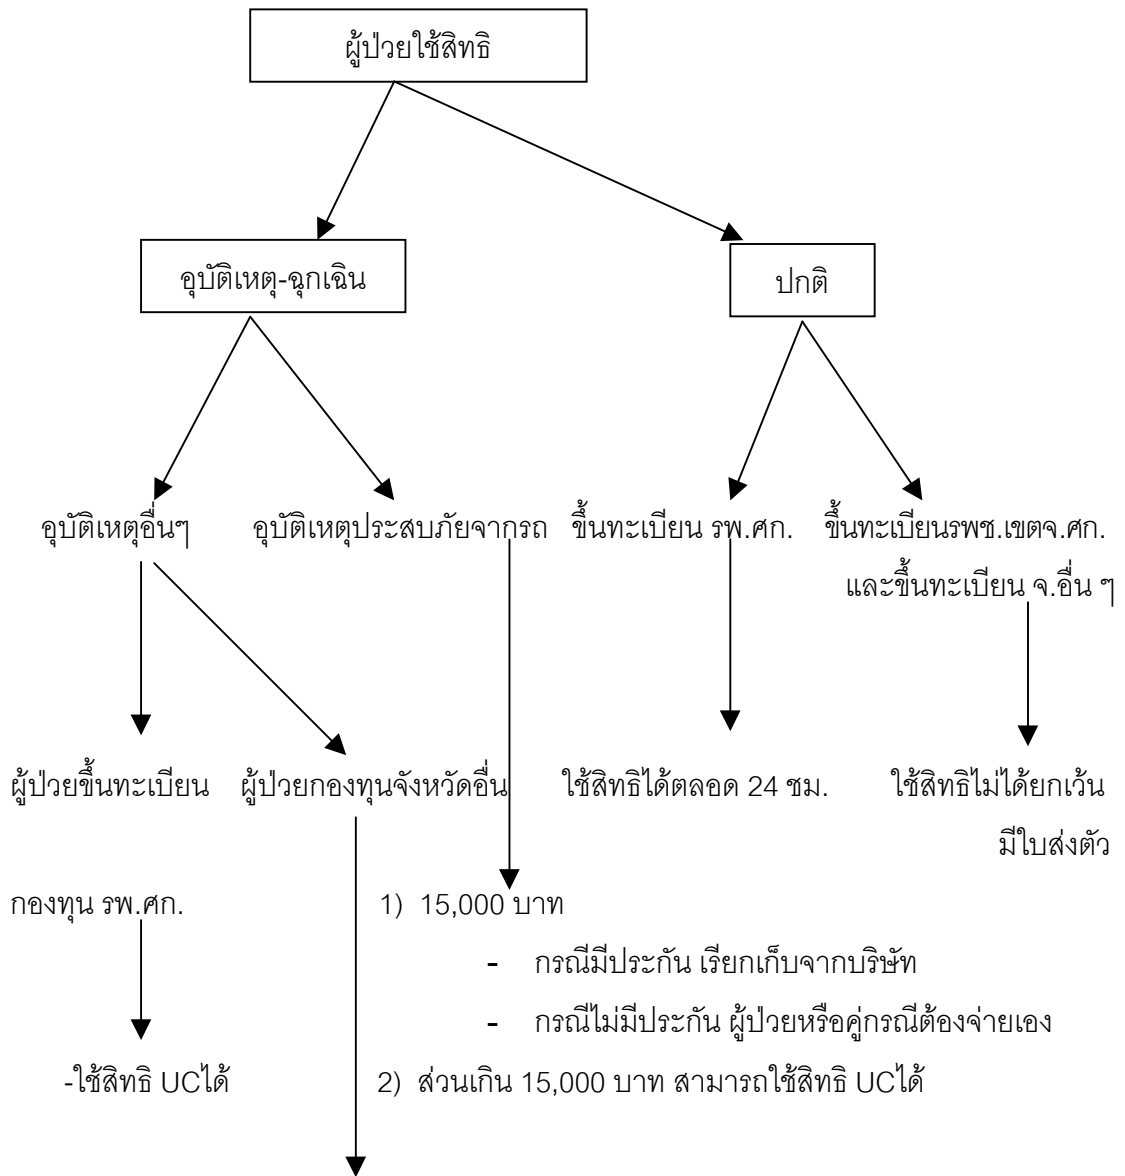 ผู้ป่วยใช้สิทธิ
อุบัติเหตุ-ฉุกเฉิน
ปกติ
อุบัติเหตุอื่นๆ
อุบัติเหตุประสบภัยจากรถ
ขึ้นทะเบียน รพ.ศก.
ขึ้นทะเบียนรพช.เขตจ.ศก.
และขึ้นทะเบียน จ.อื่น ๆ
ผู้ป่วยขึ้นทะเบียน
ผู้ป่วยกองทุนจังหวัดอื่น
ใช้สิทธิได้ตลอด 24 ชม.
ใช้สิทธิไม่ได้ยกเว้น
มีใบส่งตัว
กองทุน รพ.ศก.
1) 15,000 บาท
- กรณีมีประกัน เรียกเก็บจากบริษัท
- กรณีไม่มีประกัน ผู้ป่วยหรือคู่กรณีต้องจ่ายเอง
-ใช้สิทธิ UCได้
2) ส่วนเกิน 15,000 บาท สามารถใช้สิทธิ UCได้